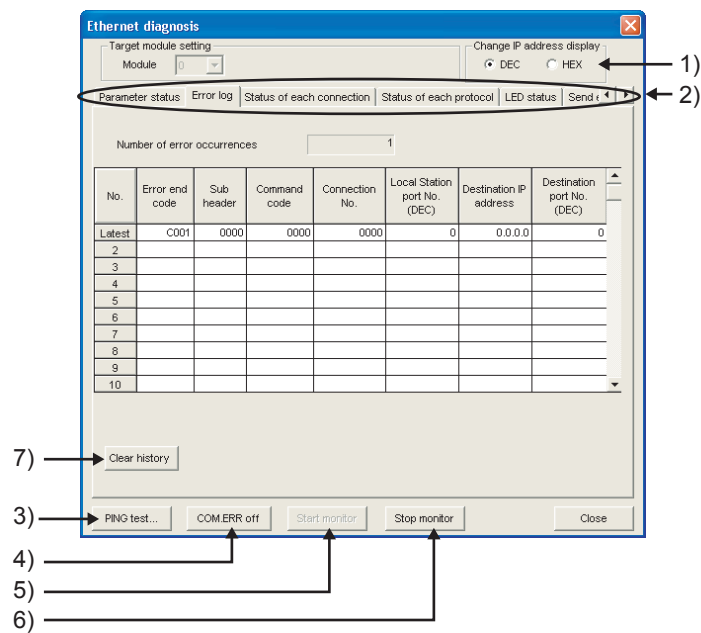 Ethernet diagnosis
Target module setting
Module 0
Change IP address display
DEC HEX
1)
Parameter status Error log Status of each connection Status of each protocol LED status Send e
2)
Number of error occurrences 1
No. Error end code Sub header Command code Connection No. Local Station port No. (DEC) Destination IP address Destination port No. (DEC)
Latest C001 0000 0000 0000 0 0.0.0.0 0
2
3
4
5
6
7
8
9
10
7)
Clear history
3)
PING test... COM.ERR off Start monitor Stop monitor Close
4)
5)
6)